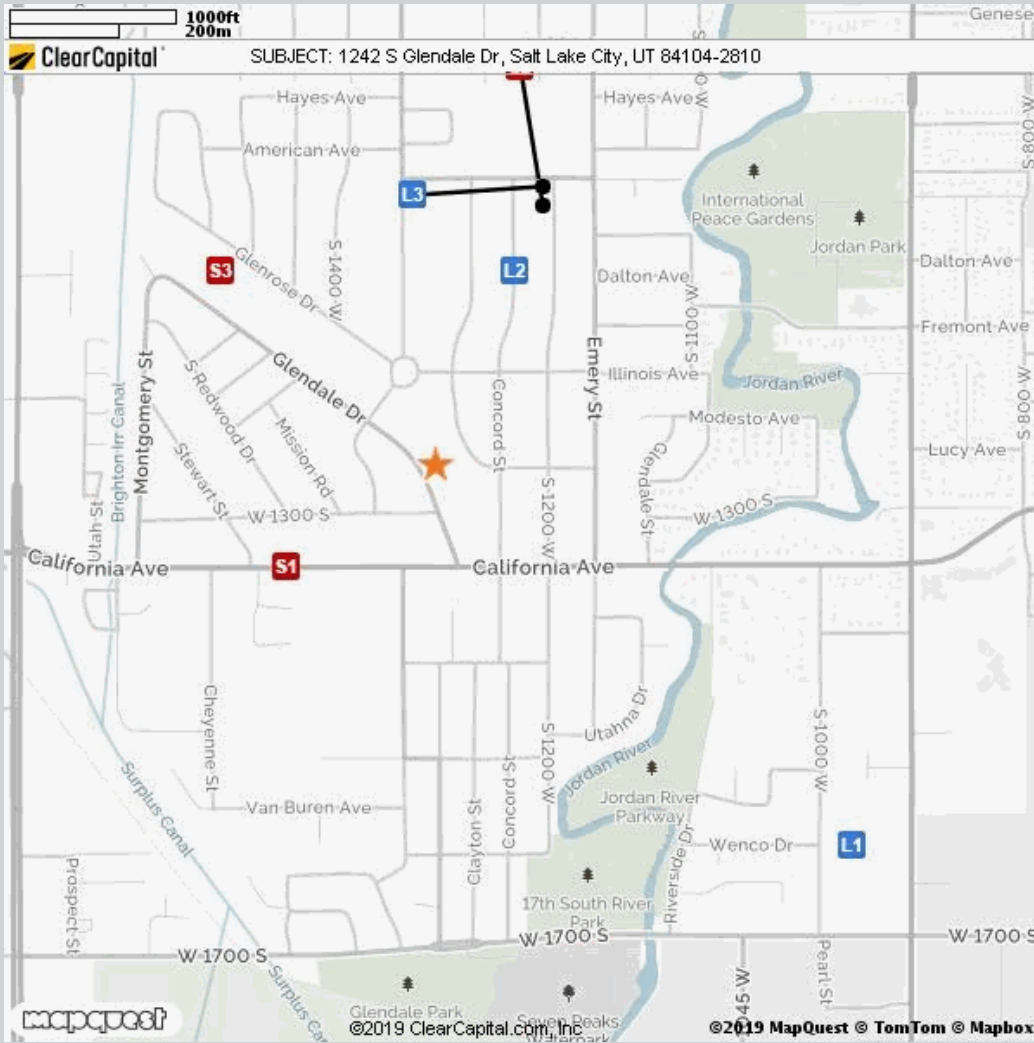 1000ft
200m
Genese
ClearCapital
SUBJECT: 1242 S Glendale Dr, Salt Lake City, UT 84104-2810
Hayes Ave
Hayes Ave
American Ave
S-800-W
L3
International
Peace Gardens
Jordan Park
S3
Glenrose Dr
S-1400-W
L2
Dalton Ave
Dalton Ave
S-1100-W
Fremont Ave
Montgomery St
Glendale Dr
Emery St
Illinois Ave
Jordan River
S Redwood Dr
Concord St
Modesto Ave
S-800-W
Brighton Irr Canal
Mission Rd
Glendale St
Lucy Ave
Stewart St
S-1200-W
Utah St
W 1300 S
W-1300 S
California Ave
S1
California Ave
Cheyenne St
Utahna Dr
S-1000-W
S-1200-W
Jordan River
Surplus Canal
Concord St
Jordan River
Parkway
Van Buren Ave
Clayton St
Riverside Dr
Wenco Dr
L1
Prospect St
17th South River
Park
W 1700 S
W 1700 S
W 1700 S
Pearl St
Glendale Park
Seven Peaks
Waterpark
mapquest
©2019 ClearCapital.com, Inc
©2019 MapQuest © TomTom © Mapbox